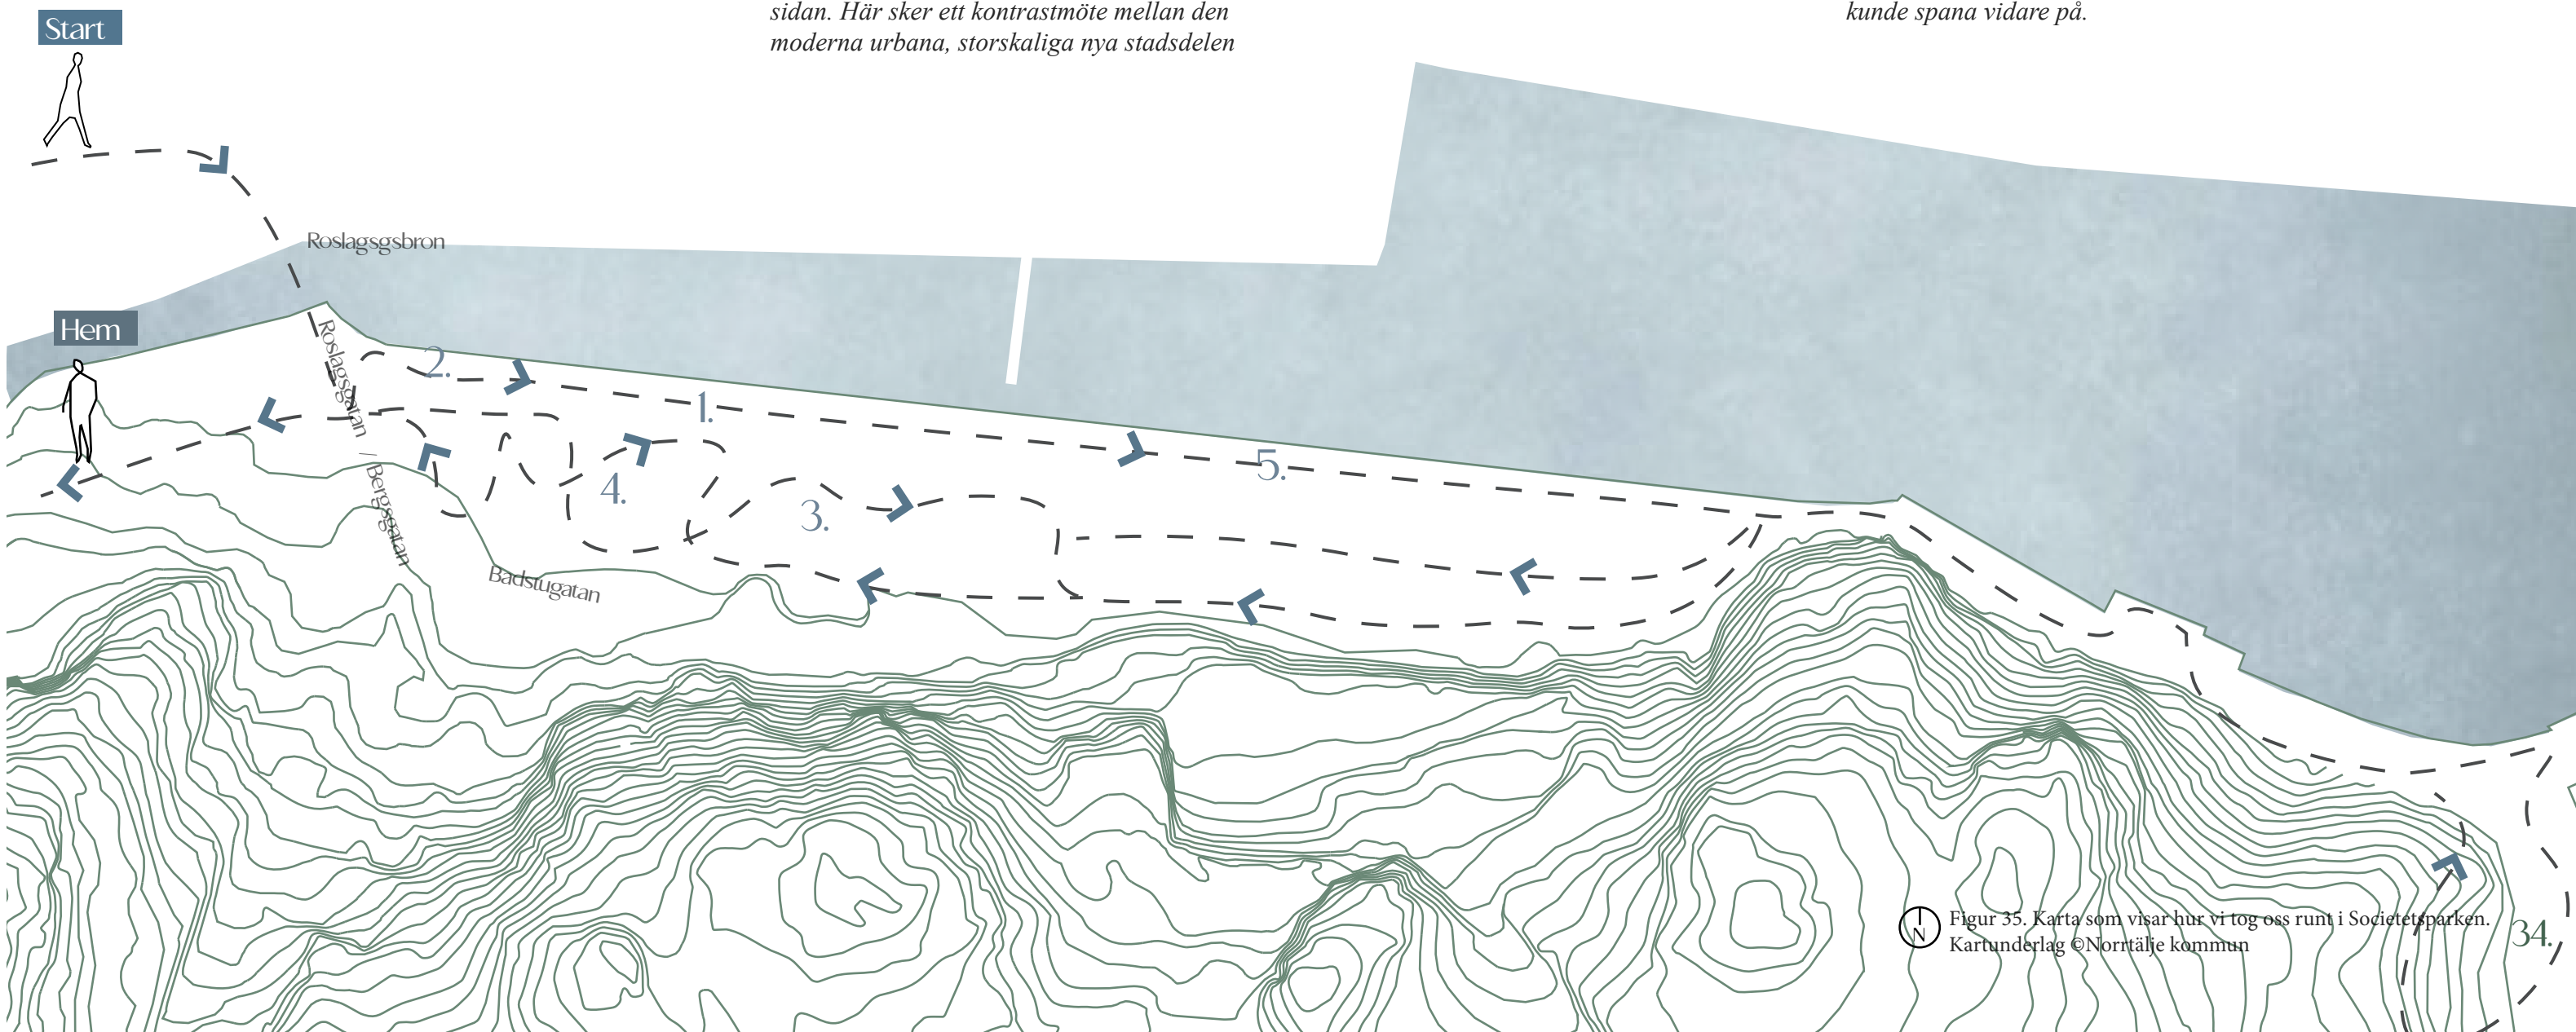 Start
sidan. Här sker ett kontrastmöte mellan den
moderna urbana, storskaliga nya stadsdelen
kunde spana vidare på.
Roslagsgsbron
Hem
Roslagsgatan | Bergsgatan
2.
1.
5.
4.
3.
Badstugatan
N
Figur 35. Karta som visar hur vi tog oss runt i Societetsparken.
Kartunderlag ©Norrtälje kommun
34.